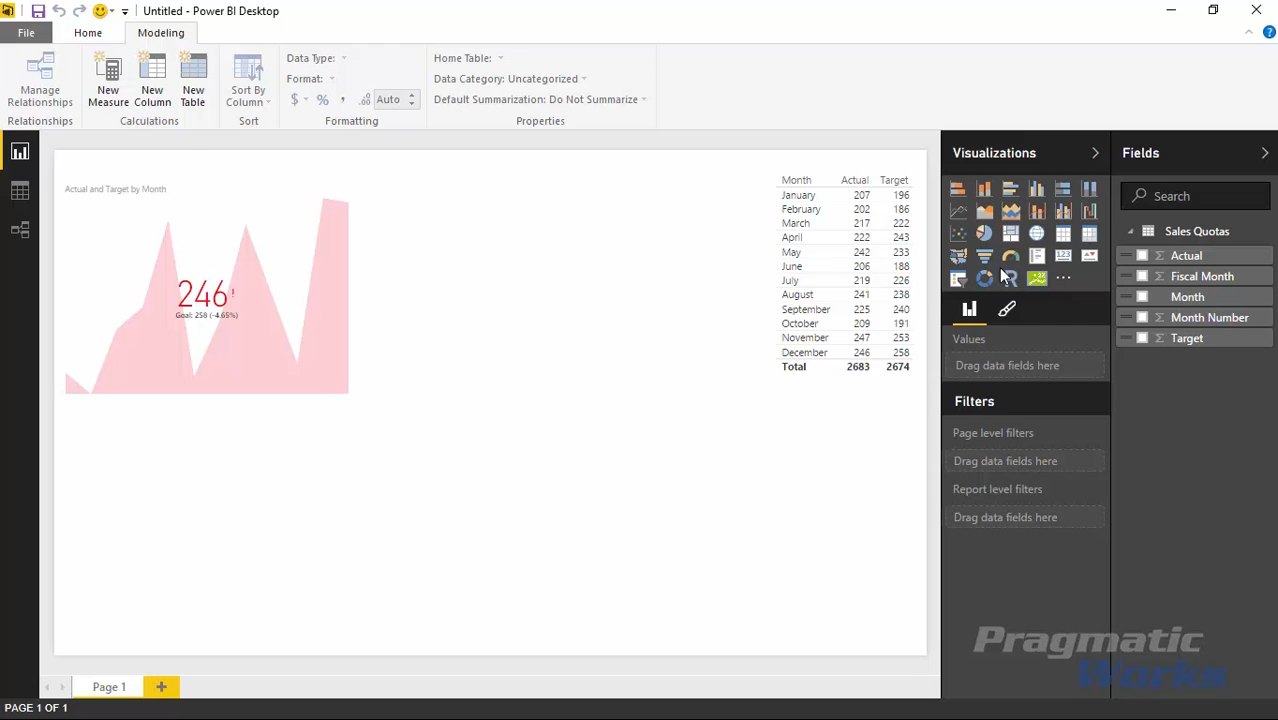 Untitled - Power BI Desktop
File
Home
Modeling
Manage
Relationships
Relationships
New
Measure
New
Column
New
Table
Calculations
Sort By
Column
Sort
Data Type:
Format:
$ % , .00 Auto
Formatting
Home Table:
Data Category: Uncategorized
Default Summarization: Do Not Summarize
Properties
Actual and Target by Month
246!
Goal: 258 (-4.65%)
Month Actual Target
January 207 196
February 202 186
March 217 222
April 222 243
May 242 233
June 206 188
July 219 226
August 241 238
September 225 240
October 209 191
November 247 253
December 246 258
Total 2683 2674
Visualizations
123
R
Values
Drag data fields here
Filters
Page level filters
Drag data fields here
Report level filters
Drag data fields here
Fields
Search
Sales Quotas
Σ Actual
Σ Fiscal Month
Month
Σ Month Number
Σ Target
Pragmatic
Works
Page 1
PAGE 1 OF 1